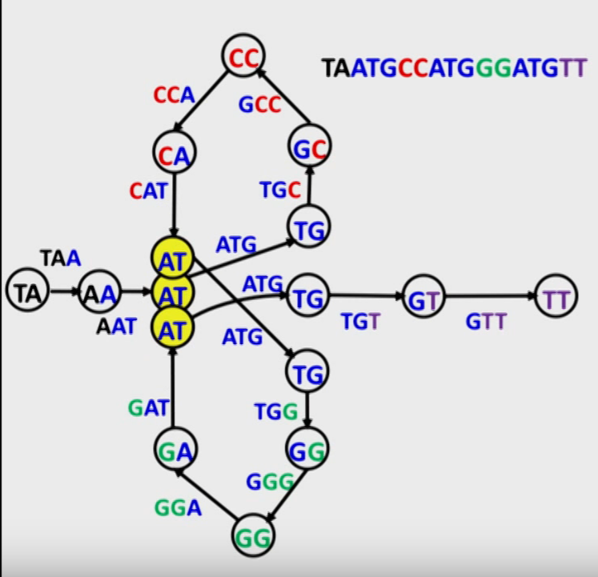 CC
TAATGCCATGGGATGTT
CCA
GCC
CA
GC
CAT
TGC
TG
ATG
AT
TAA
TA
AA
AT
ATG
TG
GT
TT
AAT
AT
TGT
GTT
ATG
TG
GAT
TGG
GA
GG
GGG
GGA
GG